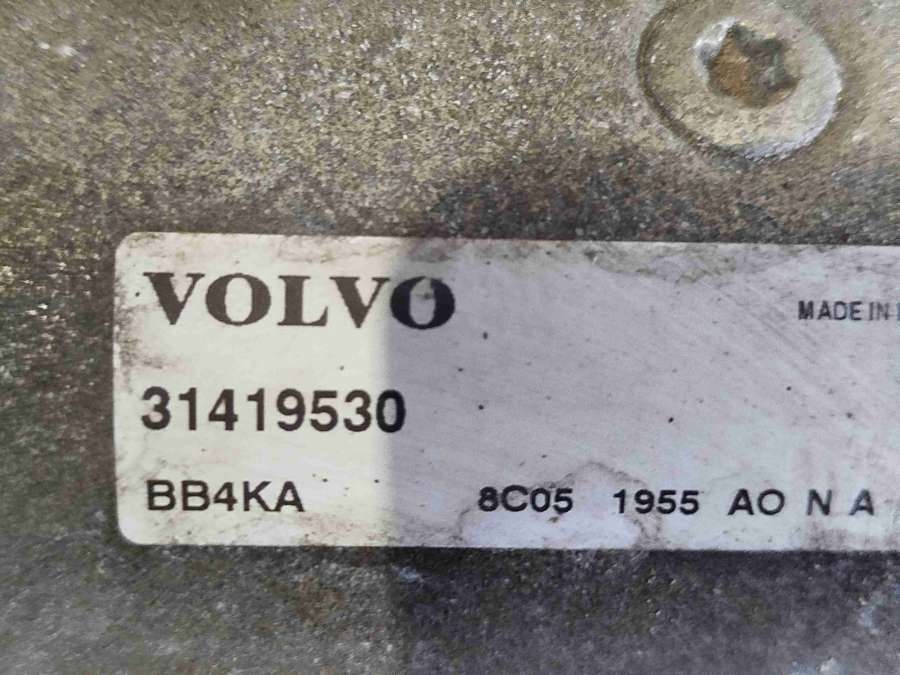 VOLVO
MADE IN
31419530
BB4KA 8C05 1955 AO N A